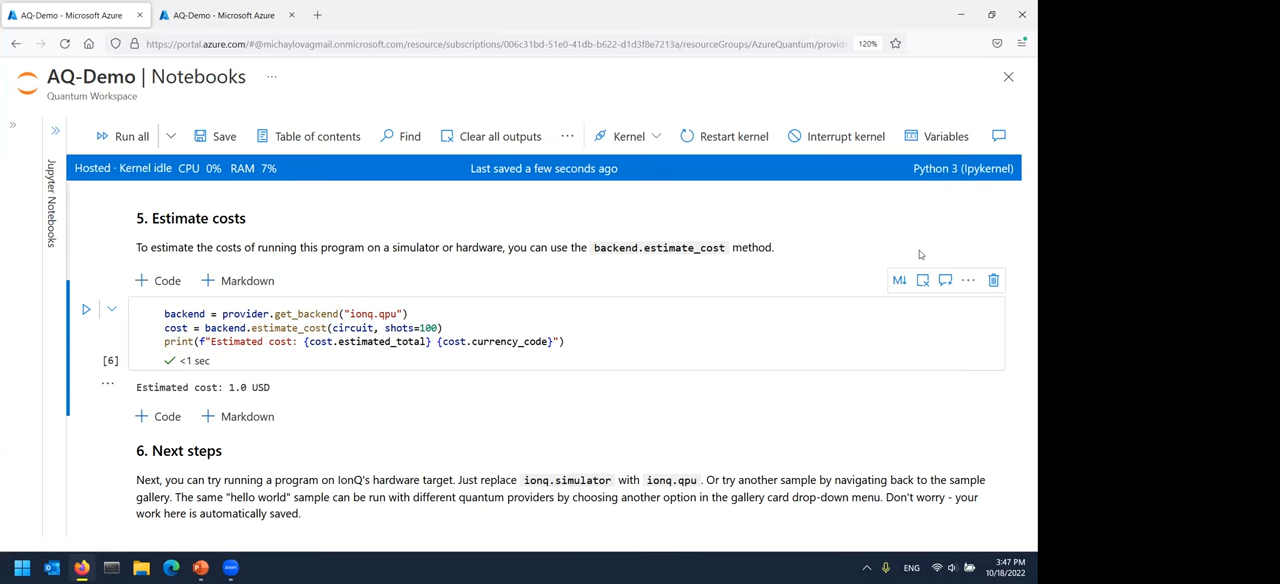 AQ-Demo - Microsoft Azure
AQ-Demo - Microsoft Azure
https://portal.azure.com/#@michaylovagmail.onmicrosoft.com/resource/subscriptions/006c31bd-51e0-41db-b622-d1d3f8e7213a/resourceGroups/AzureQuantum/provid
120%
AQ-Demo | Notebooks
Quantum Workspace
Jupyter Notebooks
Run all
Save
Table of contents
Find
Clear all outputs
Kernel
Restart kernel
Interrupt kernel
Variables
Hosted · Kernel idle CPU 0% RAM 7%
Last saved a few seconds ago
Python 3 (Ipykernel)
5. Estimate costs
To estimate the costs of running this program on a simulator or hardware, you can use the backend.estimate_cost method.
+ Code + Markdown
M↓
backend = provider.get_backend("ionq.qpu")
cost = backend.estimate_cost(circuit, shots=100)
print(f"Estimated cost: {cost.estimated_total} {cost.currency_code}")
[6]
<1 sec
Estimated cost: 1.0 USD
+ Code + Markdown
6. Next steps
Next, you can try running a program on IonQ's hardware target. Just replace ionq.simulator with ionq.qpu . Or try another sample by navigating back to the sample
gallery. The same "hello world" sample can be run with different quantum providers by choosing another option in the gallery card drop-down menu. Don't worry - your
work here is automatically saved.
ENG
3:47 PM
10/18/2022